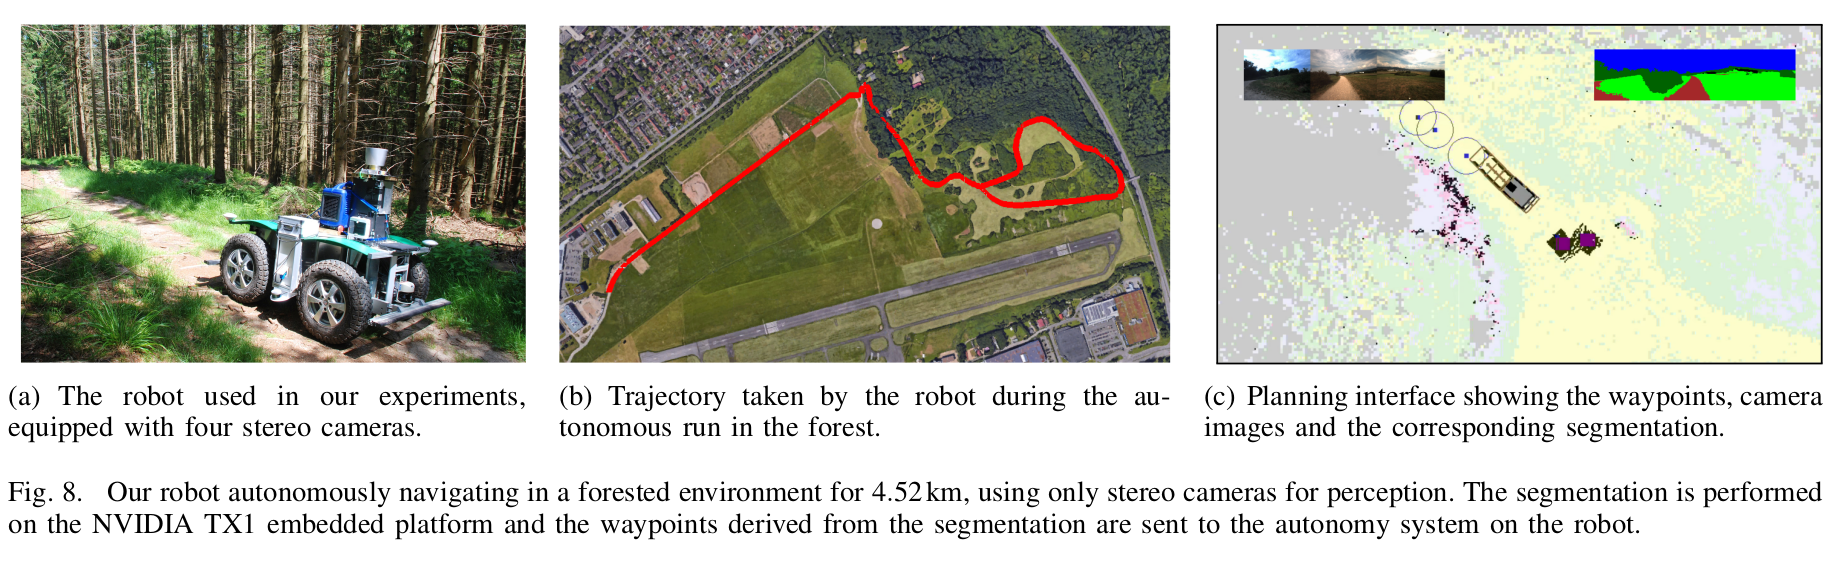 (a) The robot used in our experiments,
equipped with four stereo cameras.
(b) Trajectory taken by the robot during the au-
tonomous run in the forest.
(c) Planning interface showing the waypoints, camera
images and the corresponding segmentation.
Fig. 8. Our robot autonomously navigating in a forested environment for 4.52 km, using only stereo cameras for perception. The segmentation is performed
on the NVIDIA TX1 embedded platform and the waypoints derived from the segmentation are sent to the autonomy system on the robot.